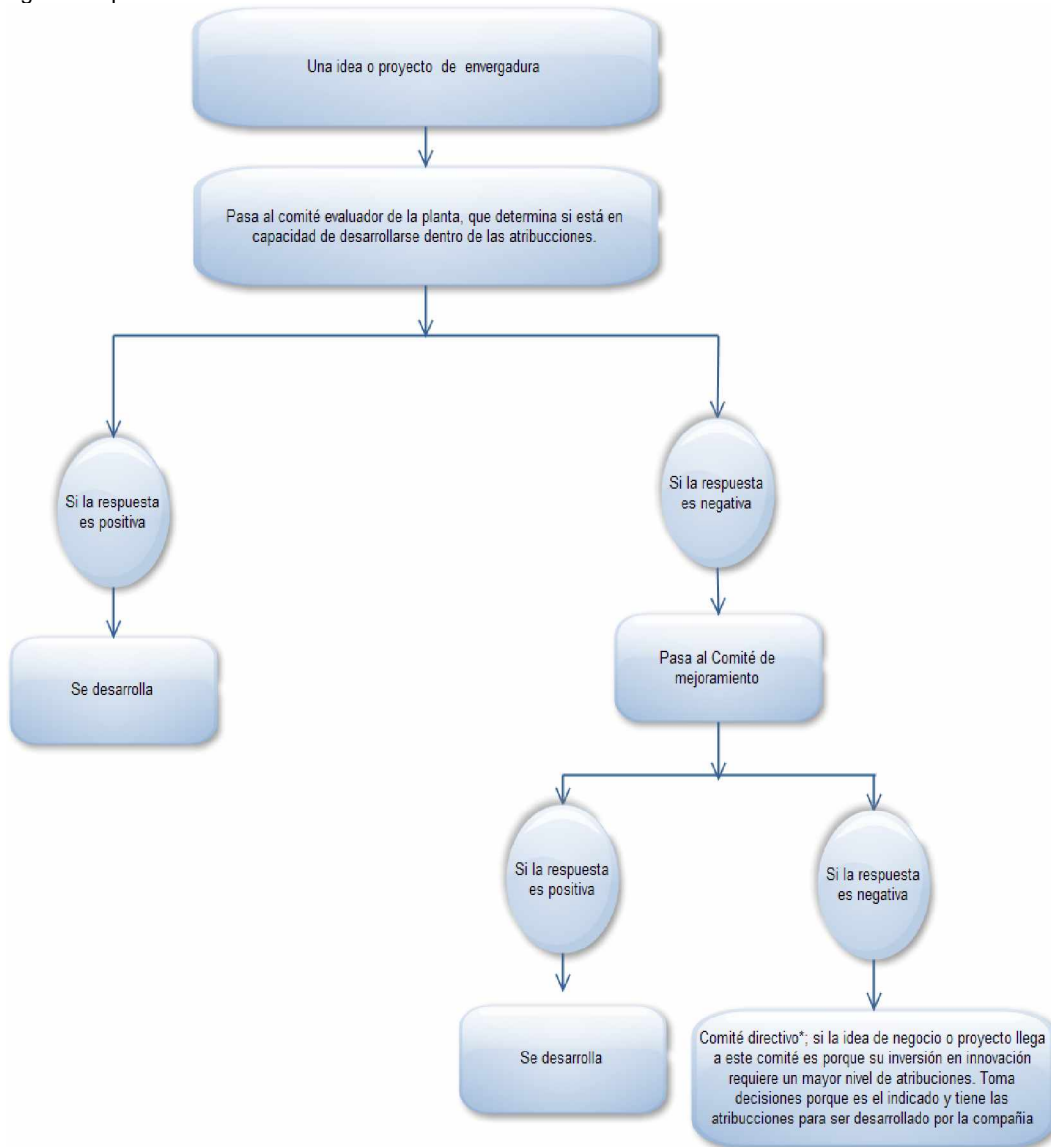 Una idea o proyecto de envergadura
Pasa al comité evaluador de la planta, que determina si está en
capacidad de desarrollarse dentro de las atribucciones.
Si la respuesta
es positiva
Si la respuesta
es negativa
Se desarrolla
Pasa al Comité de
mejoramiento
Si la respuesta
es positiva
Si la respuesta
es negativa
Se desarrolla
Comité directivo*; si la idea de negocio o proyecto llega
a este comité es porque su inversión en innovación
requiere un mayor nivel de atribuciones. Toma
decisiones porque es el indicado y tiene las
atribucciones para ser desarrollado por la compañia